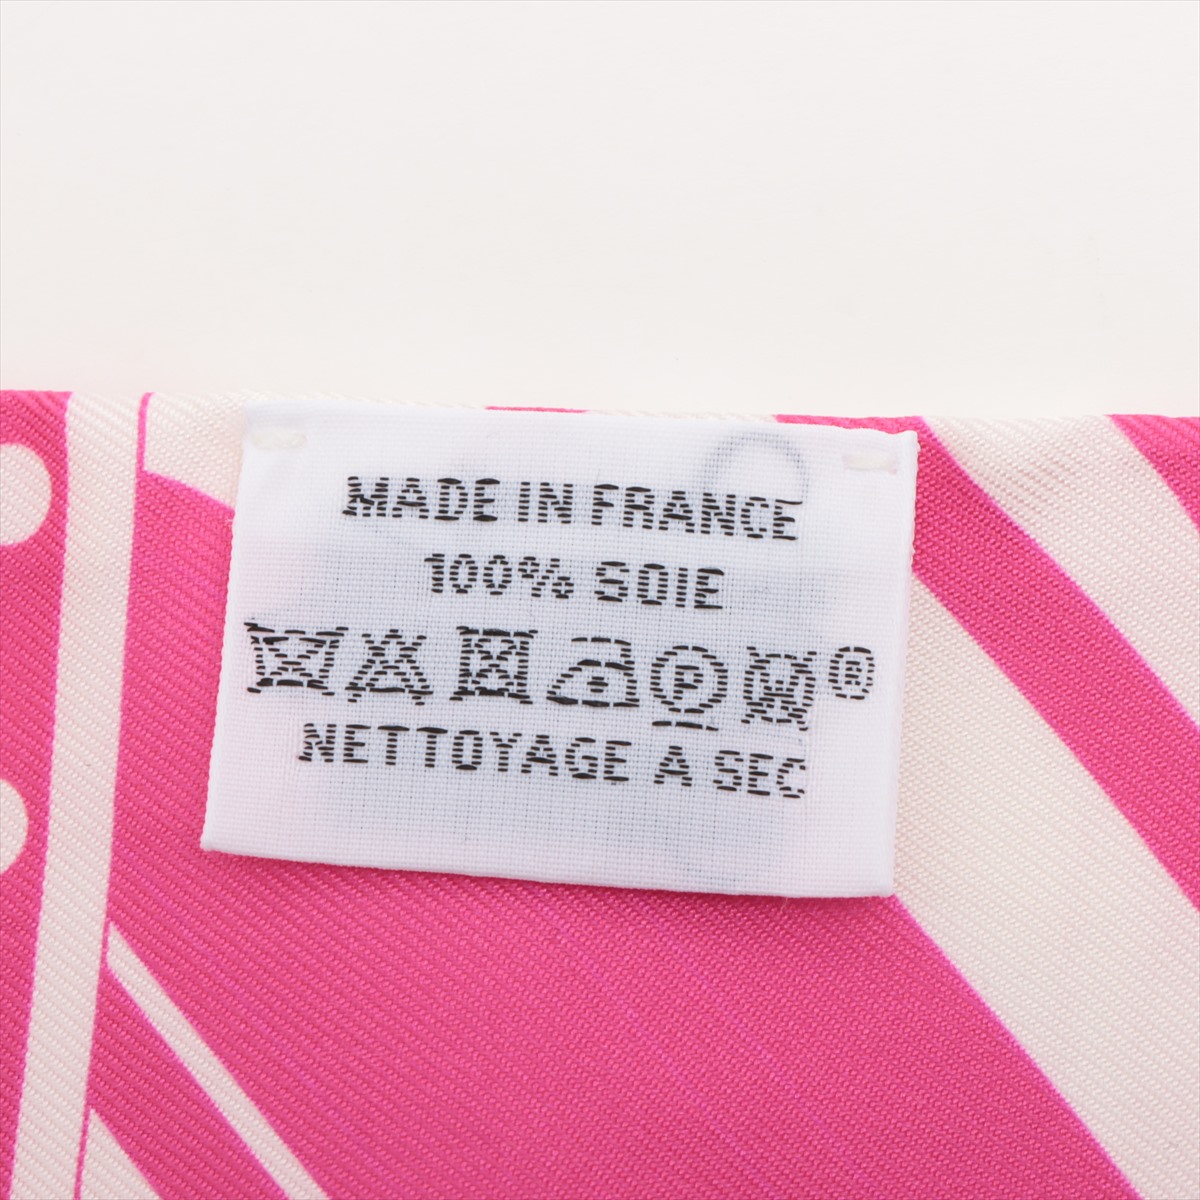 MADE IN FRANCE
100% SOIE
P W ®
NETTOYAGE A SEC